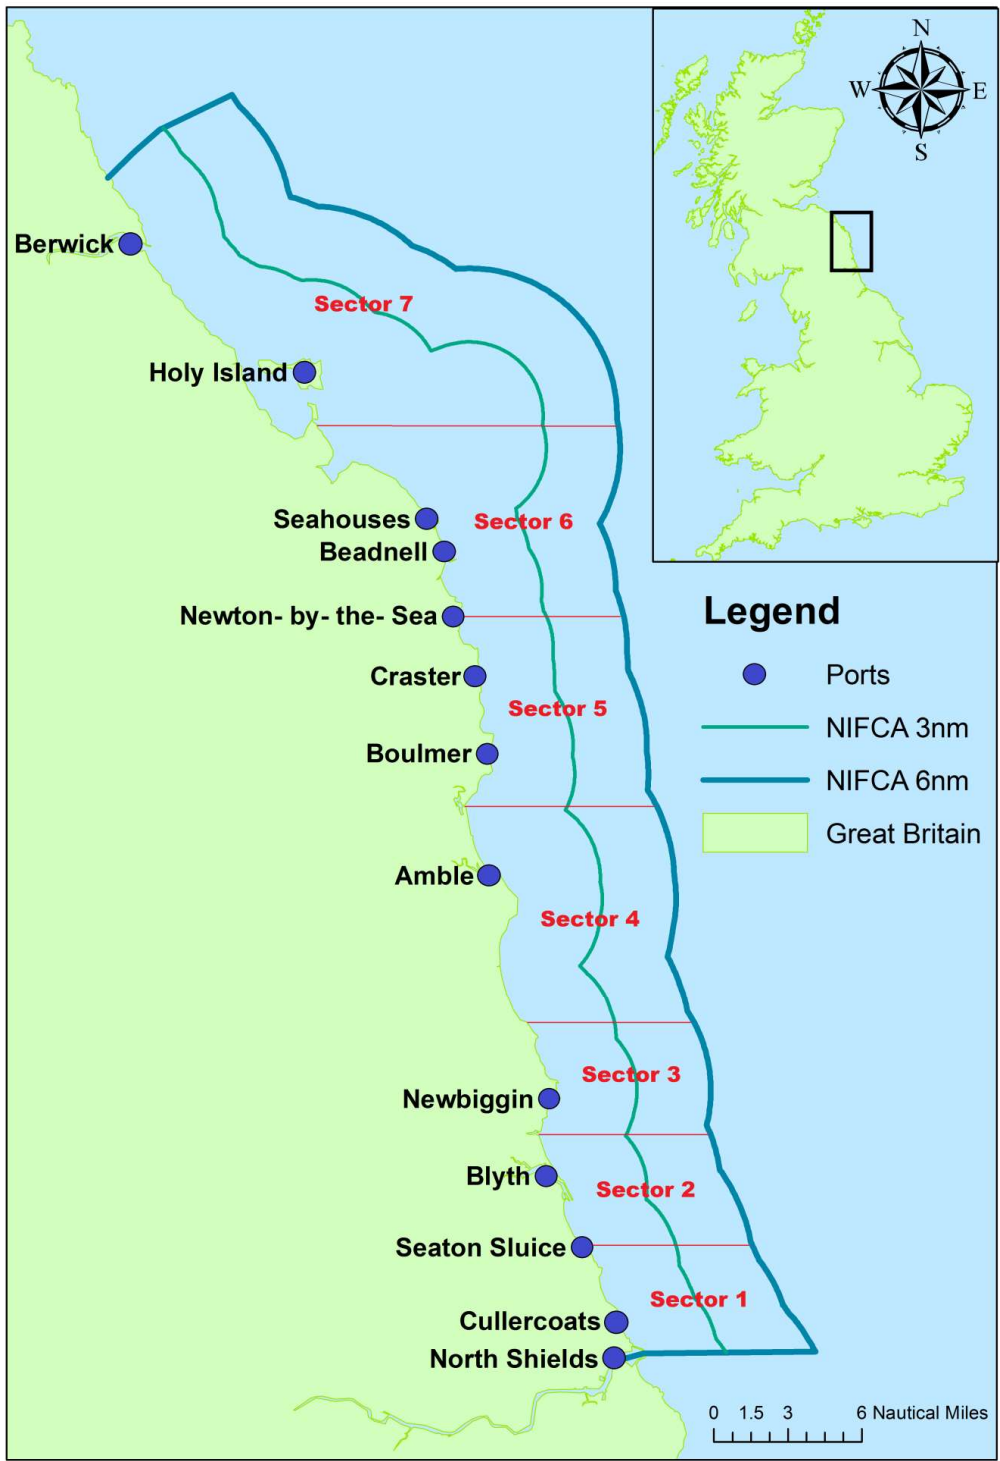 N
W E
S
Berwick
Sector 7
Holy Island
Seahouses
Sector 6
Beadnell
Newton- by- the- Sea
Craster
Sector 5
Boulmer
Amble
Sector 4
Sector 3
Newbiggin
Blyth
Sector 2
Seaton Sluice
Sector 1
Cullercoats
North Shields
Legend
Ports
NIFCA 3nm
NIFCA 6nm
Great Britain
0 1.5 3 6 Nautical Miles